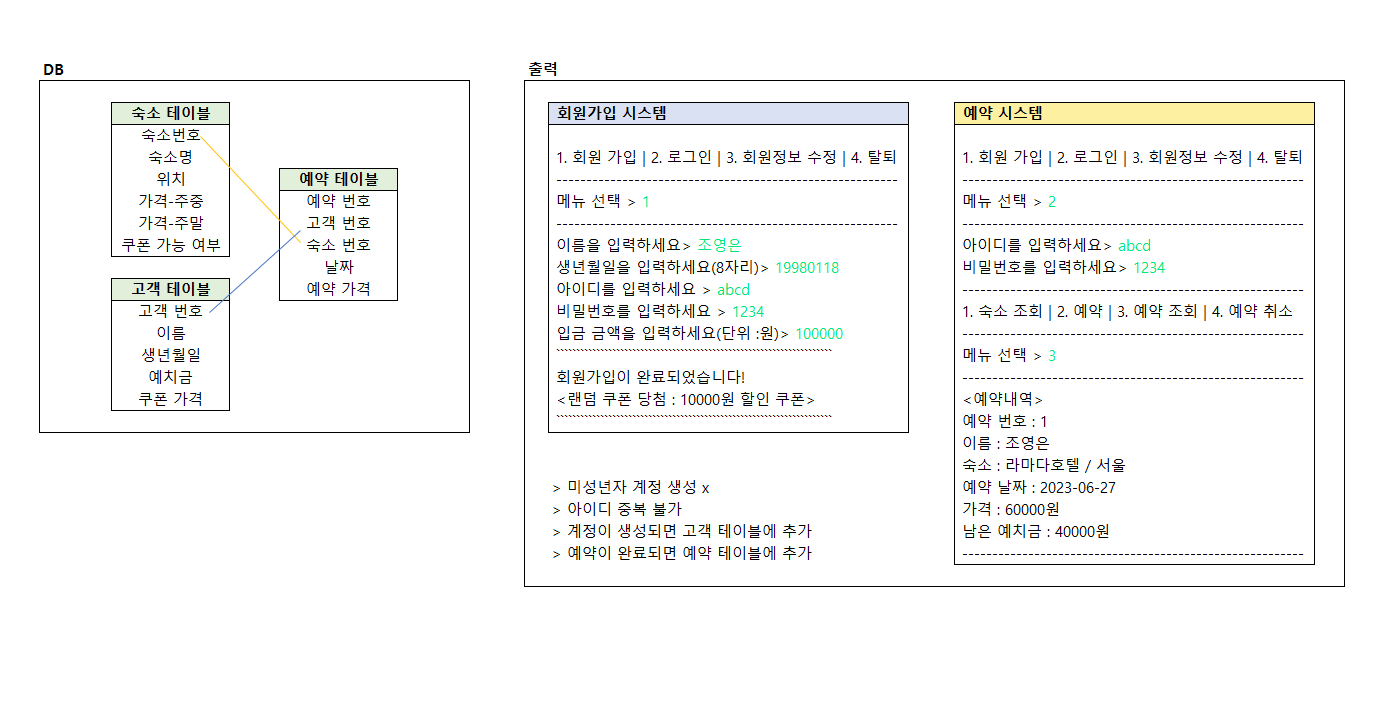 DB
숙소 테이블
숙소번호
숙소명
위치
가격-주중
가격-주말
쿠폰 가능 여부
고객 테이블
고객 번호
이름
생년월일
예치금
쿠폰 가격
예약 테이블
예약 번호
고객 번호
숙소 번호
날짜
예약 가격
출력
회원가입 시스템
1. 회원 가입 | 2. 로그인 | 3. 회원정보 수정 | 4. 탈퇴
---------------------------------------------------------
메뉴 선택 > 1
---------------------------------------------------------
이름을 입력하세요> 조영은
생년월일을 입력하세요(8자리)> 19980118
아이디를 입력하세요 > abcd
비밀번호를 입력하세요 > 1234
입금 금액을 입력하세요(단위 :원)> 100000
회원가입이 완료되었습니다!
<랜덤 쿠폰 당첨 : 10000원 할인 쿠폰>
> 미성년자 계정 생성 x
> 아이디 중복 불가
> 계정이 생성되면 고객 테이블에 추가
> 예약이 완료되면 예약 테이블에 추가
예약 시스템
1. 회원 가입 | 2. 로그인 | 3. 회원정보 수정 | 4. 탈퇴
---------------------------------------------------------
메뉴 선택 > 2
---------------------------------------------------------
아이디를 입력하세요> abcd
비밀번호를 입력하세요> 1234
---------------------------------------------------------
1. 숙소 조회 | 2. 예약 | 3. 예약 조회 | 4. 예약 취소
---------------------------------------------------------
메뉴 선택 > 3
---------------------------------------------------------
<예약내역>
예약 번호 : 1
이름 : 조영은
숙소 : 라마다호텔 / 서울
예약 날짜 : 2023-06-27
가격 : 60000원
남은 예치금 : 40000원
---------------------------------------------------------